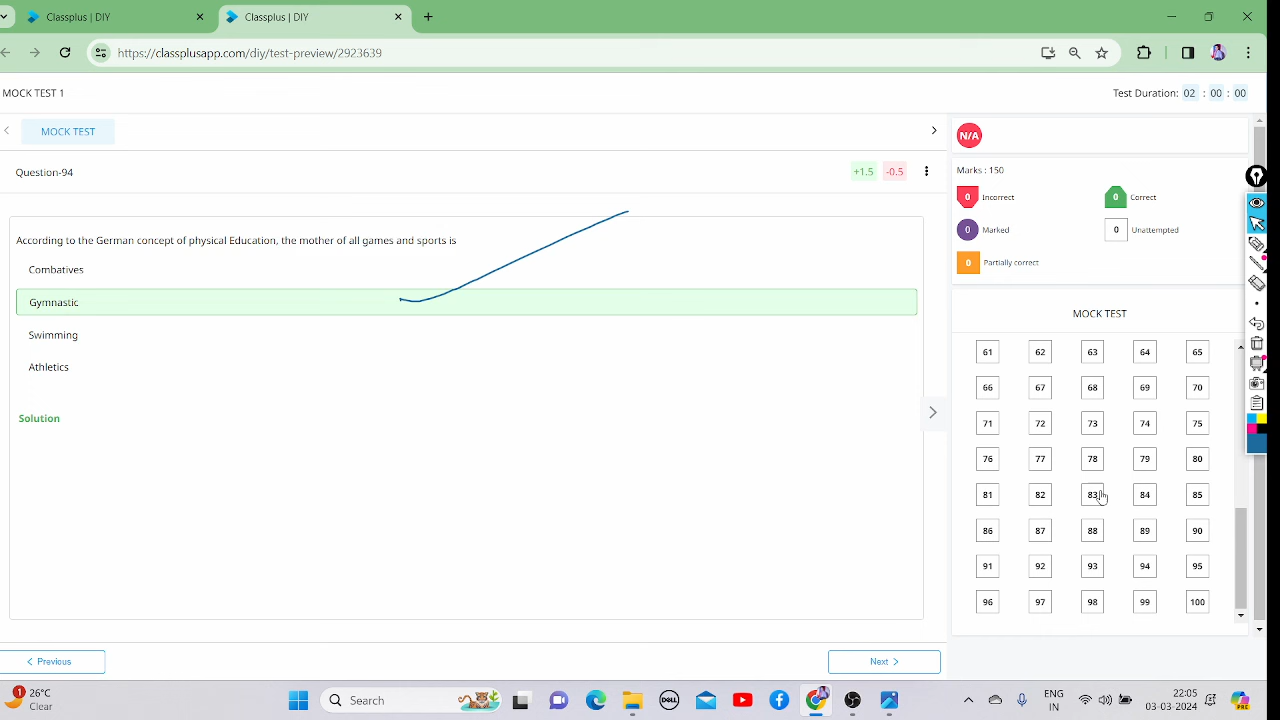 Classplus | DIY
Classplus | DIY
https://classplusapp.com/diy/test-preview/2923639
MOCK TEST 1
Test Duration: 02 : 00 : 00
MOCK TEST
N/A
Question-94
+1.5 -0.5
Marks : 150
0 Incorrect
0 Correct
0 Marked
0 Unattempted
0 Partially correct
According to the German concept of physical Education, the mother of all games and sports is
Combatives
Gymnastic
Swimming
Athletics
Solution
MOCK TEST
61 62 63 64 65
66 67 68 69 70
71 72 73 74 75
76 77 78 79 80
81 82 83 84 85
86 87 88 89 90
91 92 93 94 95
96 97 98 99 100
Previous
Next
1
26°C
Clear
Search
DELL
ENG
IN
22:05
03-03-2024
PRE